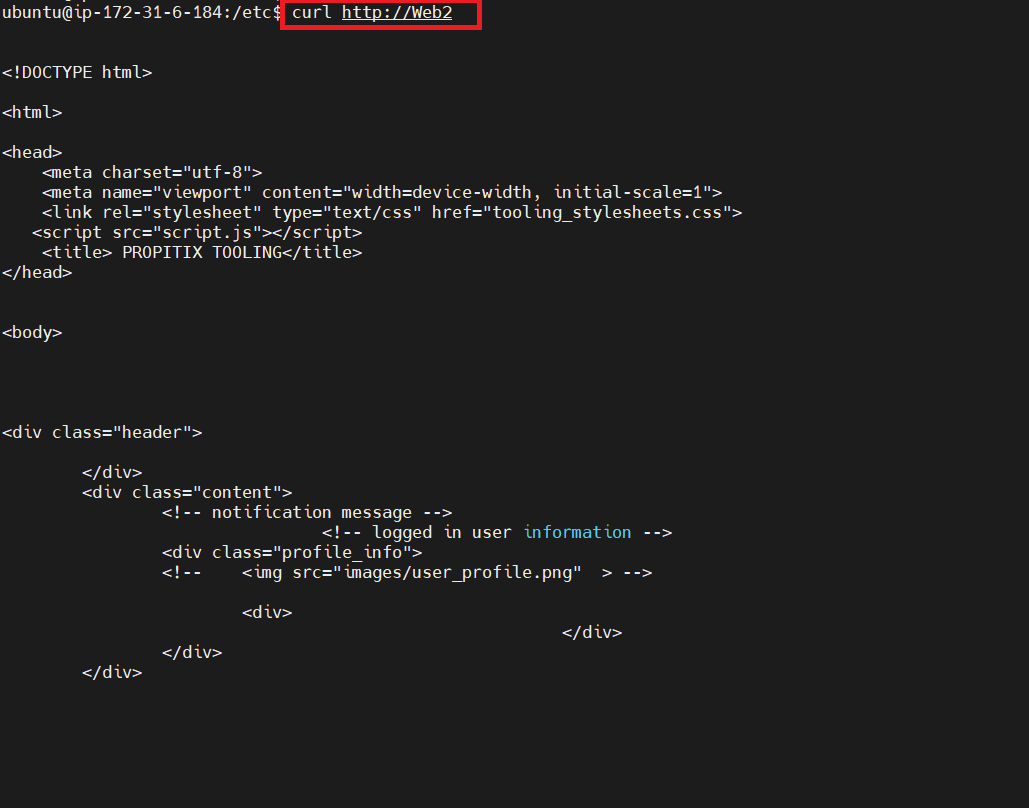 ubuntu@ip-172-31-6-184:/etc$ curl http://Web2
<!DOCTYPE html>
<html>
<head>
    <meta charset="utf-8">
    <meta name="viewport" content="width=device-width, initial-scale=1">
    <link rel="stylesheet" type="text/css" href="tooling_stylesheets.css">
   <script src="script.js"></script>
    <title> PROPITIX TOOLING</title>
</head>
<body>
<div class="header">
        </div>
        <div class="content">
                <!-- notification message -->
                                <!-- logged in user information -->
                <div class="profile_info">
                <!--    <img src="images/user_profile.png"  > -->
                        <div>
                                                        </div>
                </div>
        </div>